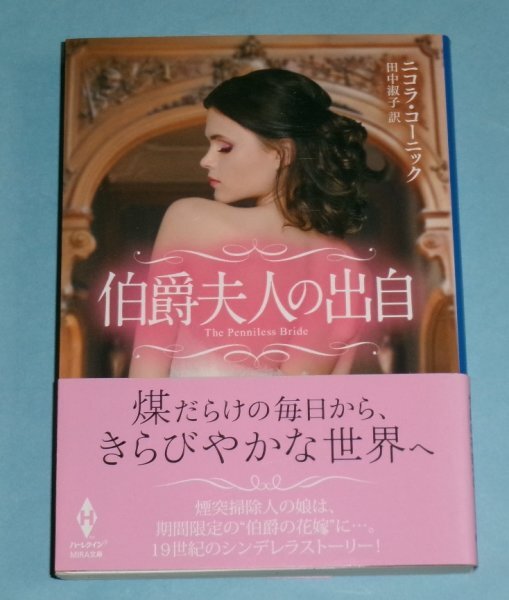 ニコラ・コーニック
田中淑子 訳
伯爵夫人の出自
The Penniless Bride
煤だらけの毎日から、
きらびやかな世界へ
煙突掃除人の娘は、
期間限定の“伯爵の花嫁”に…。
19世紀のシンデレラストーリー!
H
ハーレクイン®
MIRA文庫